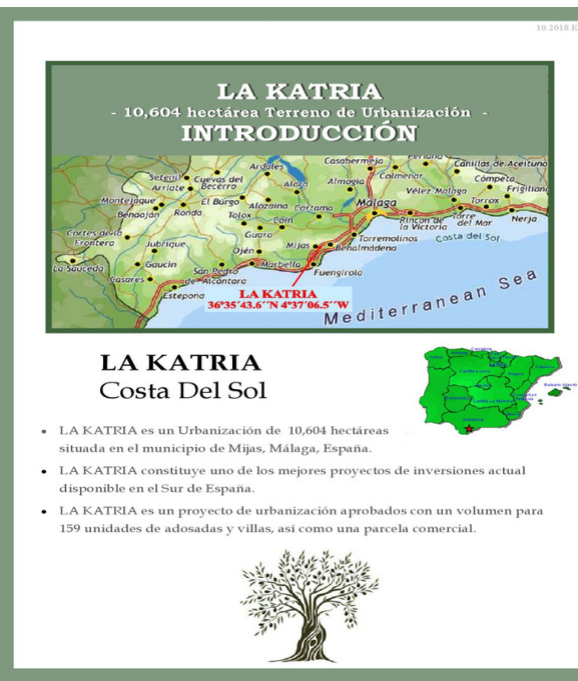 10.2018 E
LA KATRIA
- 10,604 hectárea Terreno de Urbanización -
INTRODUCCIÓN
Ardales
Casabermeja
Periana
Canillas de Aceituno
Setenil
Cuevas del Becerro
Alora
Almogia
Colmenar
Cómpeta
Arriate
Vélez-Malaga
Frigiliana
Montejaque
El Burgo
Alozaina
Cártama
Málaga
Torrox
Benaoján
Ronda
Tolox
Coín
Rincon de la Victoria
Torre del Mar
Nerja
Cortes de la Frontera
Guaro
Torremolinos
Costa del Sol
Jubrique
Ojén
Mijas
Benalmádena
La Sauceda
Gaucin
Marbella
Fuengirola
Casares
San Pedro de Alcantara
Estepona
LA KATRIA
36°35´43.6´´N 4°37´06.5´´W
Mediterranean Sea
LA KATRIA
Costa Del Sol
• LA KATRIA es un Urbanización de 10,604 hectáreas
situada en el municipio de Mijas, Málaga, España.
• LA KATRIA constituye uno de los mejores proyectos de inversiones actual
disponible en el Sur de España.
• LA KATRIA es un proyecto de urbanización aprobados con un volumen para
159 unidades de adosadas y villas, así como una parcela comercial.